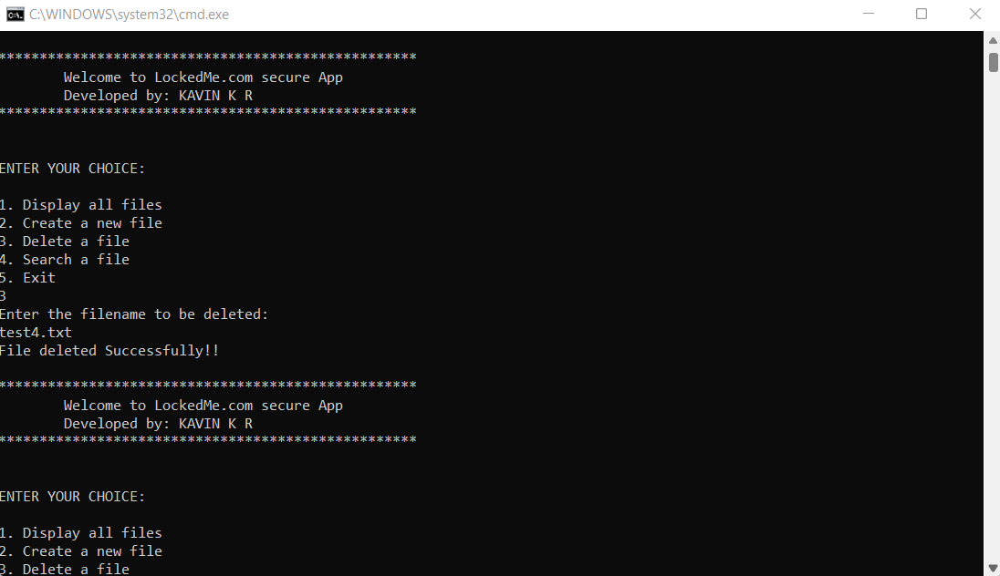 C:\WINDOWS\system32\cmd.exe
***************************************************
Welcome to LockedMe.com secure App
Developed by: KAVIN K R
***************************************************
ENTER YOUR CHOICE:
1. Display all files
2. Create a new file
3. Delete a file
4. Search a file
5. Exit
3
Enter the filename to be deleted:
test4.txt
File deleted Successfully!!
***************************************************
Welcome to LockedMe.com secure App
Developed by: KAVIN K R
***************************************************
ENTER YOUR CHOICE:
1. Display all files
2. Create a new file
3. Delete a file